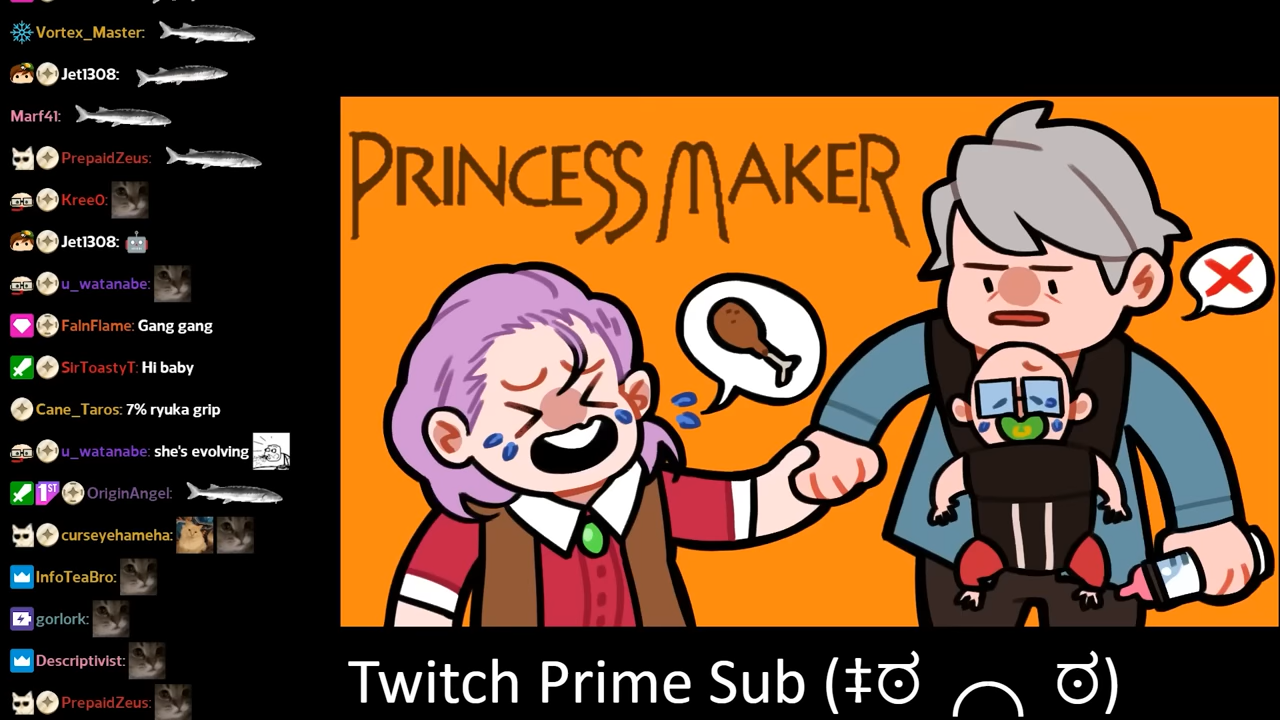 Vortex_Master:
Jet1308:
Marf41:
PrepaidZeus:
KreeO:
Jet1308:
u_watanabe:
FalnFlame: Gang gang
SirToastyT: Hi baby
Cane_Taros: 7% ryuka grip
u_watanabe: she's evolving
1ST OriginAngel:
curseyehameha:
InfoTeaBro:
gorlork:
Descriptivist:
PrepaidZeus:
PRINCESS MAKER
Twitch Prime Sub (‡ಠ ╭╮ ಠ)